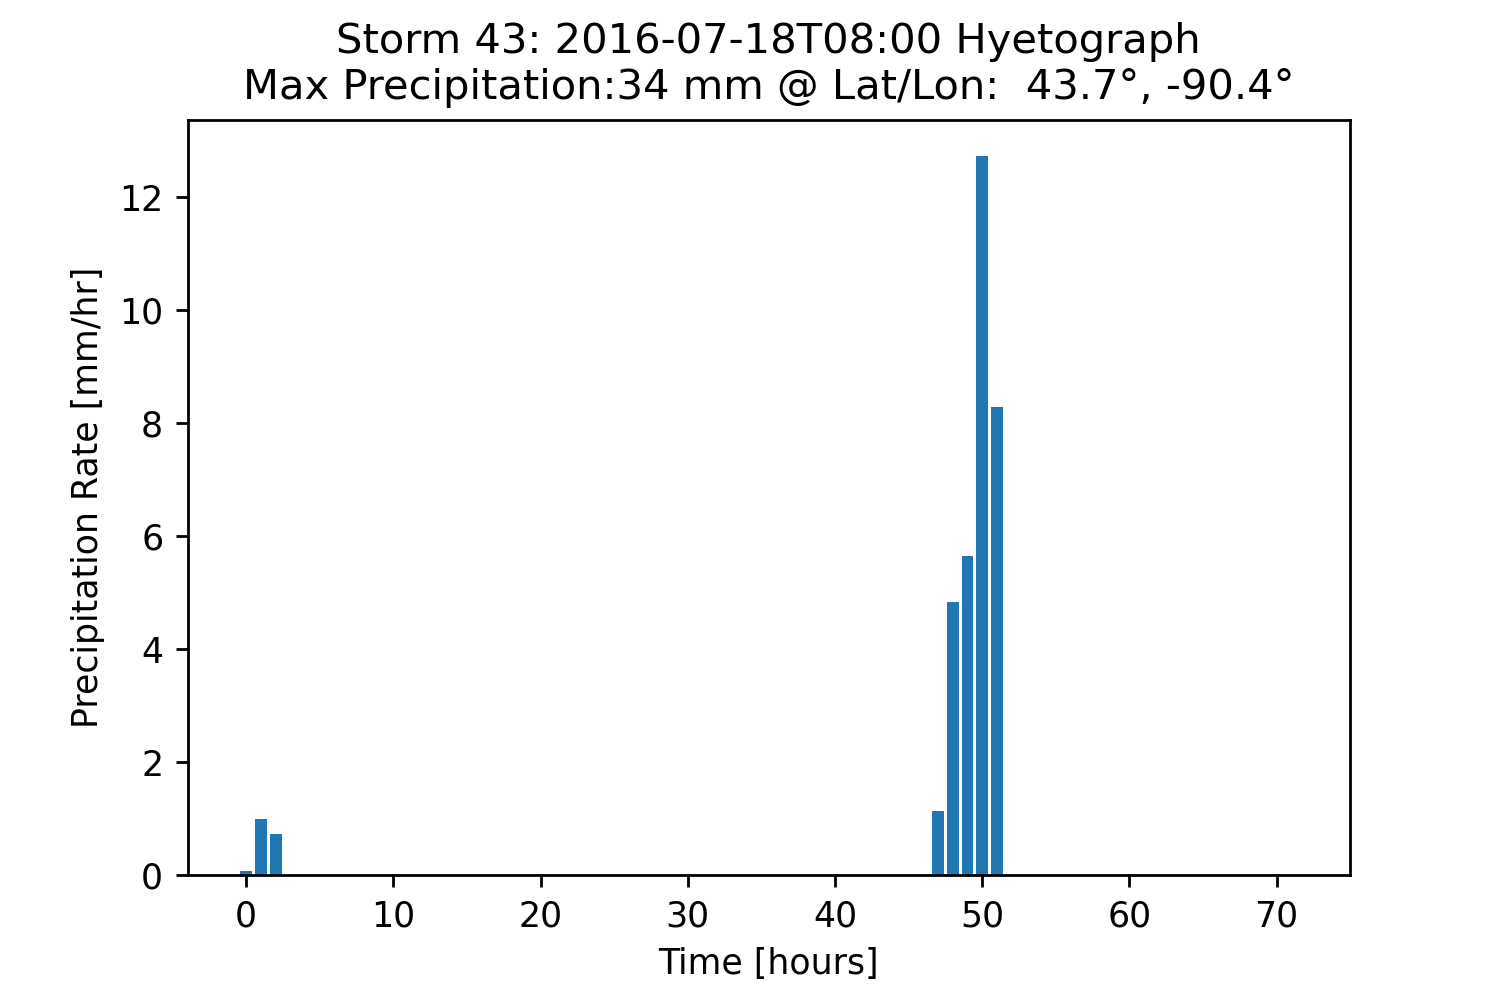 Storm 43: 2016-07-18T08:00 Hyetograph
Max Precipitation:34 mm @ Lat/Lon:  43.7°, -90.4°
Precipitation Rate [mm/hr]
12
10
8
6
4
2
0
0 10 20 30 40 50 60 70
Time [hours]